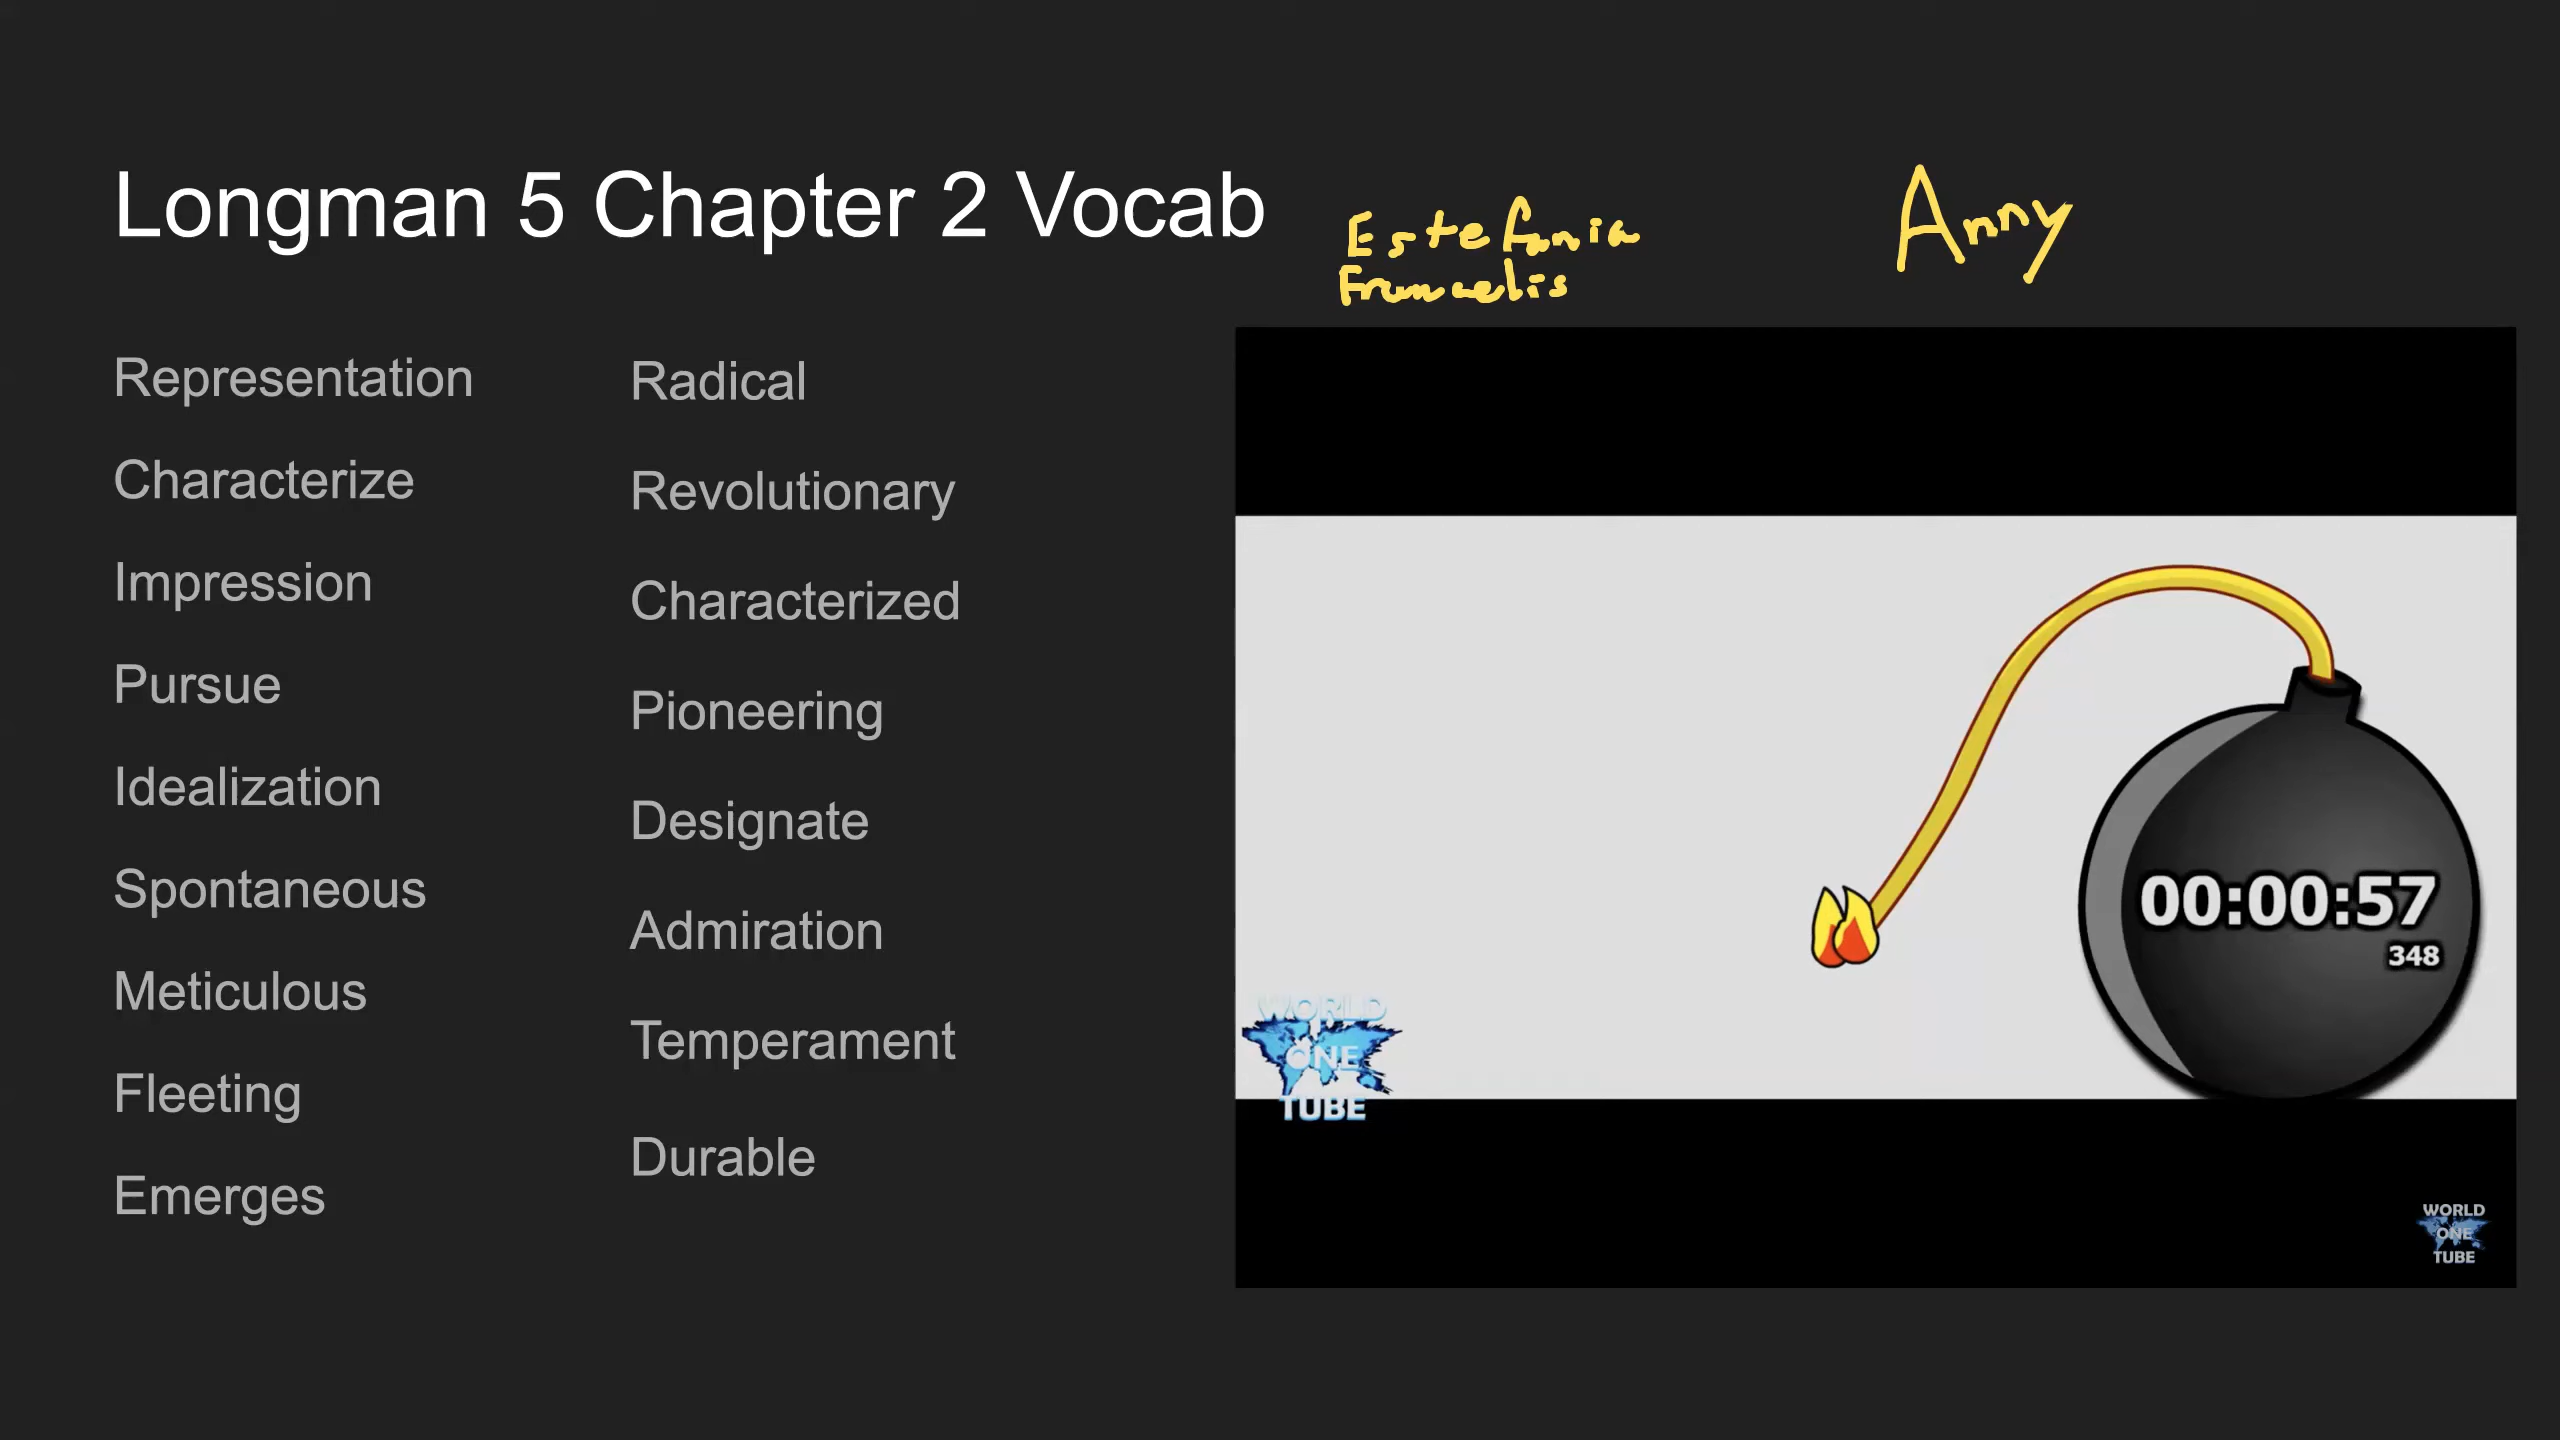 Longman 5 Chapter 2 Vocab
Estefania
Francelis
Anny
Representation
Characterize
Impression
Pursue
Idealization
Spontaneous
Meticulous
Fleeting
Emerges
Radical
Revolutionary
Characterized
Pioneering
Designate
Admiration
Temperament
Durable
00:00:57
348
WORLD
ONE
TUBE
WORLD
ONE
TUBE